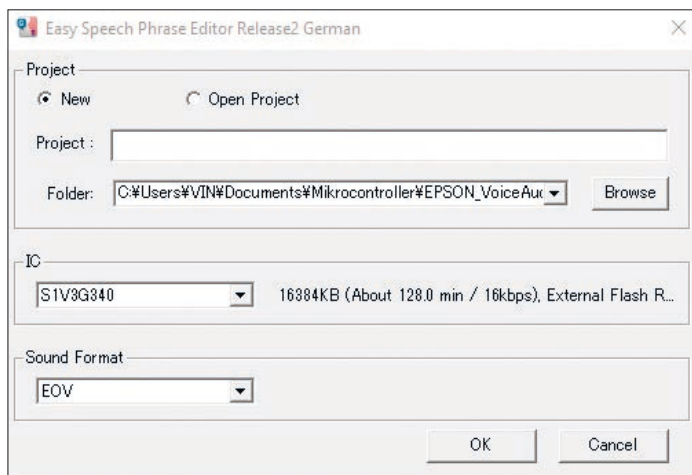 Easy Speech Phrase Editor Release2 German
Project
New Open Project
Project :
Folder: C:¥Users¥VIN¥Documents¥Mikrocontroller¥EPSON_VoiceAu Browse
IC
S1V3G340 16384KB (About 128.0 min / 16kbps), External Flash R...
Sound Format
EOV
OK Cancel